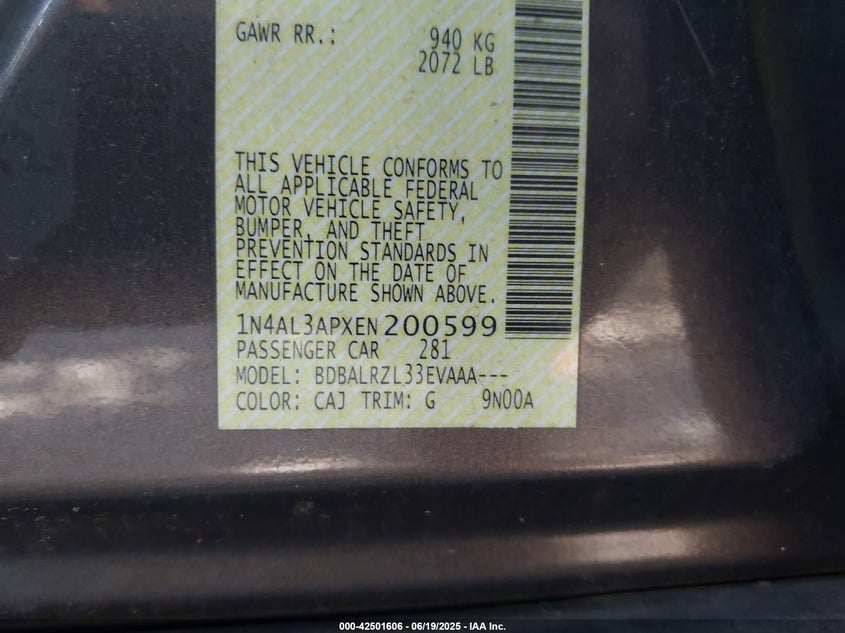 GAWR RR.: 940 KG
2072 LB
THIS VEHICLE CONFORMS TO
ALL APPLICABLE FEDERAL
MOTOR VEHICLE SAFETY,
BUMPER, AND THEFT
PREVENTION STANDARDS IN
EFFECT ON THE DATE OF
MANUFACTURE SHOWN ABOVE.
1N4AL3APXEN200599
PASSENGER CAR 281
MODEL: BDBALRZL33EVAAA---
COLOR: CAJ TRIM: G 9N00A
000-42501606 - 06/19/2025 - IAA Inc.